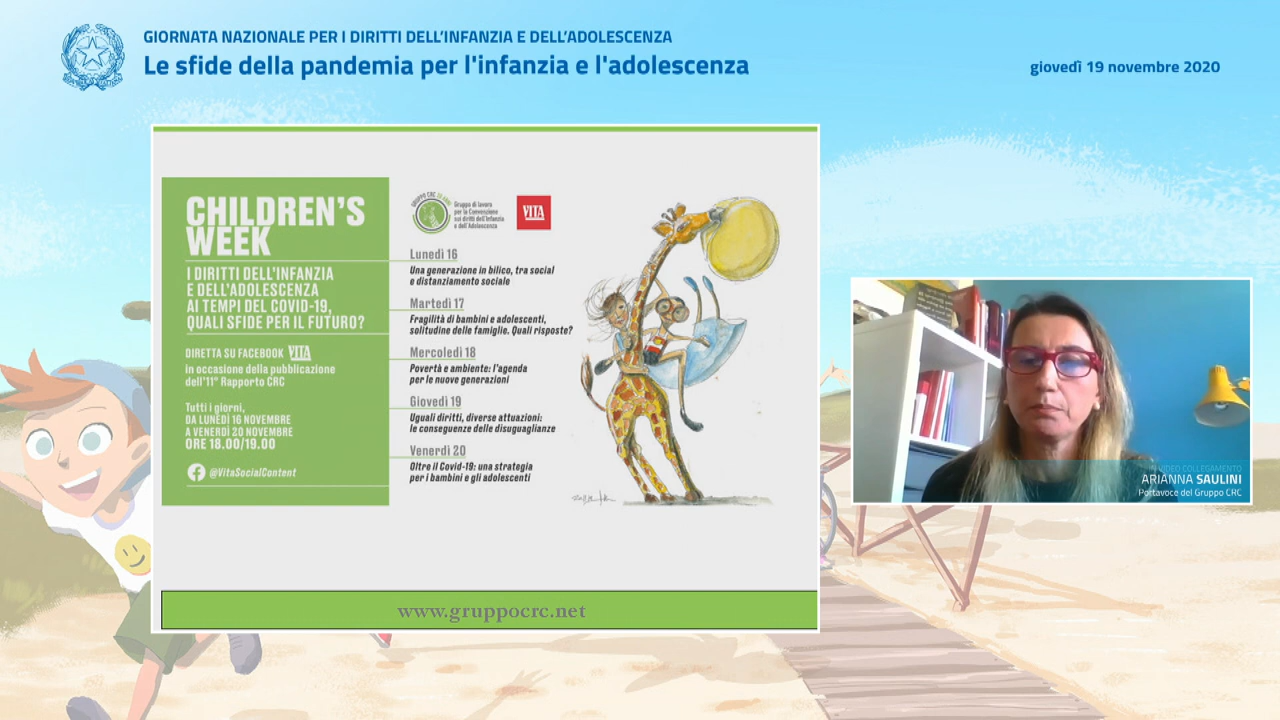 GIORNATA NAZIONALE PER I DIRITTI DELL'INFANZIA E DELL'ADOLESCENZA
Le sfide della pandemia per l'infanzia e l'adolescenza
giovedì 19 novembre 2020
CHILDREN'S
WEEK
I DIRITTI DELL'INFANZIA
E DELL'ADOLESCENZA
AI TEMPI DEL COVID-19,
QUALI SFIDE PER IL FUTURO?
DIRETTA SU FACEBOOK VITA
in occasione della pubblicazione
dell'11° Rapporto CRC
Tutti i giorni,
DA LUNEDÌ 16 NOVEMBRE
A VENERDÌ 20 NOVEMBRE
ORE 18.00/19.00
@VitaSocialContent
GRUPPO CRC
Gruppo di lavoro
per la Convenzione
sui diritti dell'Infanzia
e dell'Adolescenza
VITA
Lunedì 16
Una generazione in bilico, tra social
e distanziamento sociale
Martedì 17
Fragilità di bambini e adolescenti,
solitudine delle famiglie. Quali risposte?
Mercoledì 18
Povertà e ambiente: l'agenda
per le nuove generazioni
Giovedì 19
Uguali diritti, diverse attuazioni:
le conseguenze delle disuguaglianze
Venerdì 20
Oltre il Covid-19: una strategia
per i bambini e gli adolescenti
www.gruppocrc.net
IN VIDEO COLLEGAMENTO
ARIANNA SAULINI
Portavoce del Gruppo CRC